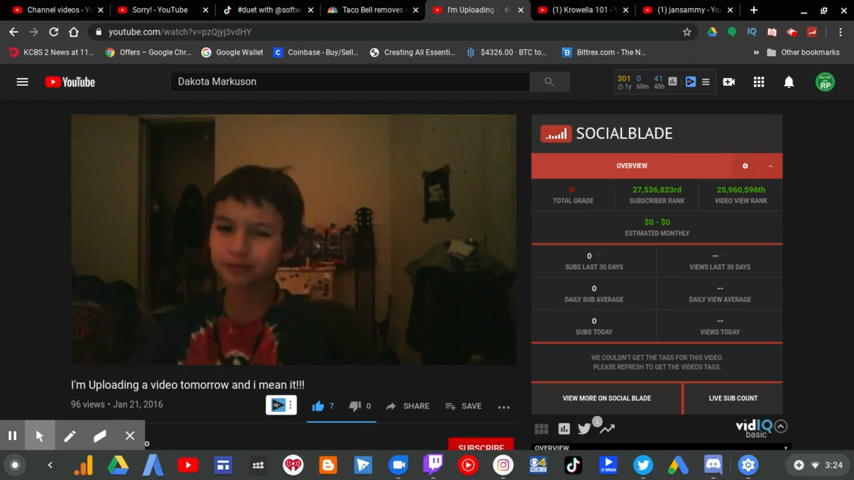 Channel videos - Y
Sorry! - YouTube
#duet with @softw
Taco Bell removes
I'm Uploading
(1) Krowella 101 -
(1) jansammy - Yo
youtube.com/watch?v=pzQjyj3vdHY
KCBS 2 News at 11...
Offers – Google Chr...
Google Wallet
Coinbase - Buy/Sell...
Creating All Essenti...
$4326.00 - BTC to...
Bittrex.com - The N...
Other bookmarks
YouTube
Dakota Markuson
301 0 41
1y 60m 48h
RP
SOCIALBLADE
OVERVIEW
27,536,823rd 25,960,596th
TOTAL GRADE SUBSCRIBER RANK VIDEO VIEW RANK
$0 - $0
ESTIMATED MONTHLY
0 --
SUBS LAST 30 DAYS VIEWS LAST 30 DAYS
0 --
DAILY SUB AVERAGE DAILY VIEW AVERAGE
0 --
SUBS TODAY VIEWS TODAY
WE COULDN'T GET THE TAGS FOR THIS VIDEO.
PLEASE REFRESH TO GET THE VIDEOS TAGS.
VIEW MORE ON SOCIAL BLADE LIVE SUB COUNT
I'm Uploading a video tomorrow and i mean it!!!
96 views • Jan 21, 2016
7 0 SHARE SAVE
1
vidIQ
basic
OVERVIEW
SUBSCRIBE
3:24